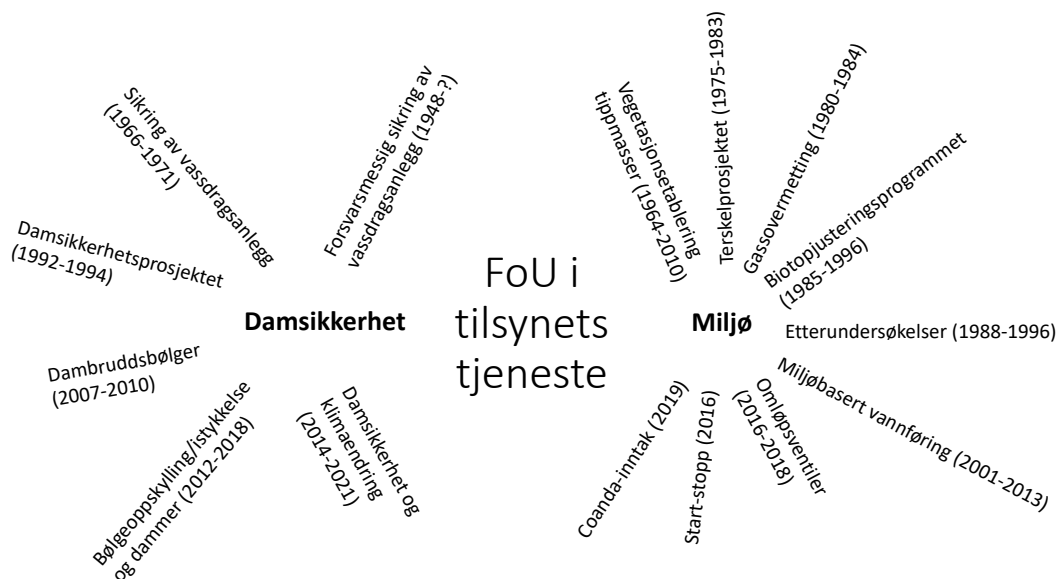 FoU i
tilsynets
tjeneste
Damsikkerhet
Forsvarsmessig sikring av
vassdragsanlegg (1948-?)
Sikring av vassdragsanlegg
(1966-1971)
Damsikkerhetsprosjektet
(1992-1994)
Dambruddsbølger
(2007-2010)
Bølgeoppskylling/istykkelse
og dammer (2012-2018)
Damsikkerhet og
klimaendring
(2014-2021)
Miljø
Vegetasjonsetablering
tippmasser (1964-2010)
Terskelprosjektet (1975-1983)
Gassovermetting (1980-1984)
Biotopjusteringsprogrammet
(1985-1996)
Etterundersøkelser (1988-1996)
Miljøbasert vannføring (2001-2013)
Omløpsventiler
(2016-2018)
Start-stopp (2016)
Coanda-inntak (2019)